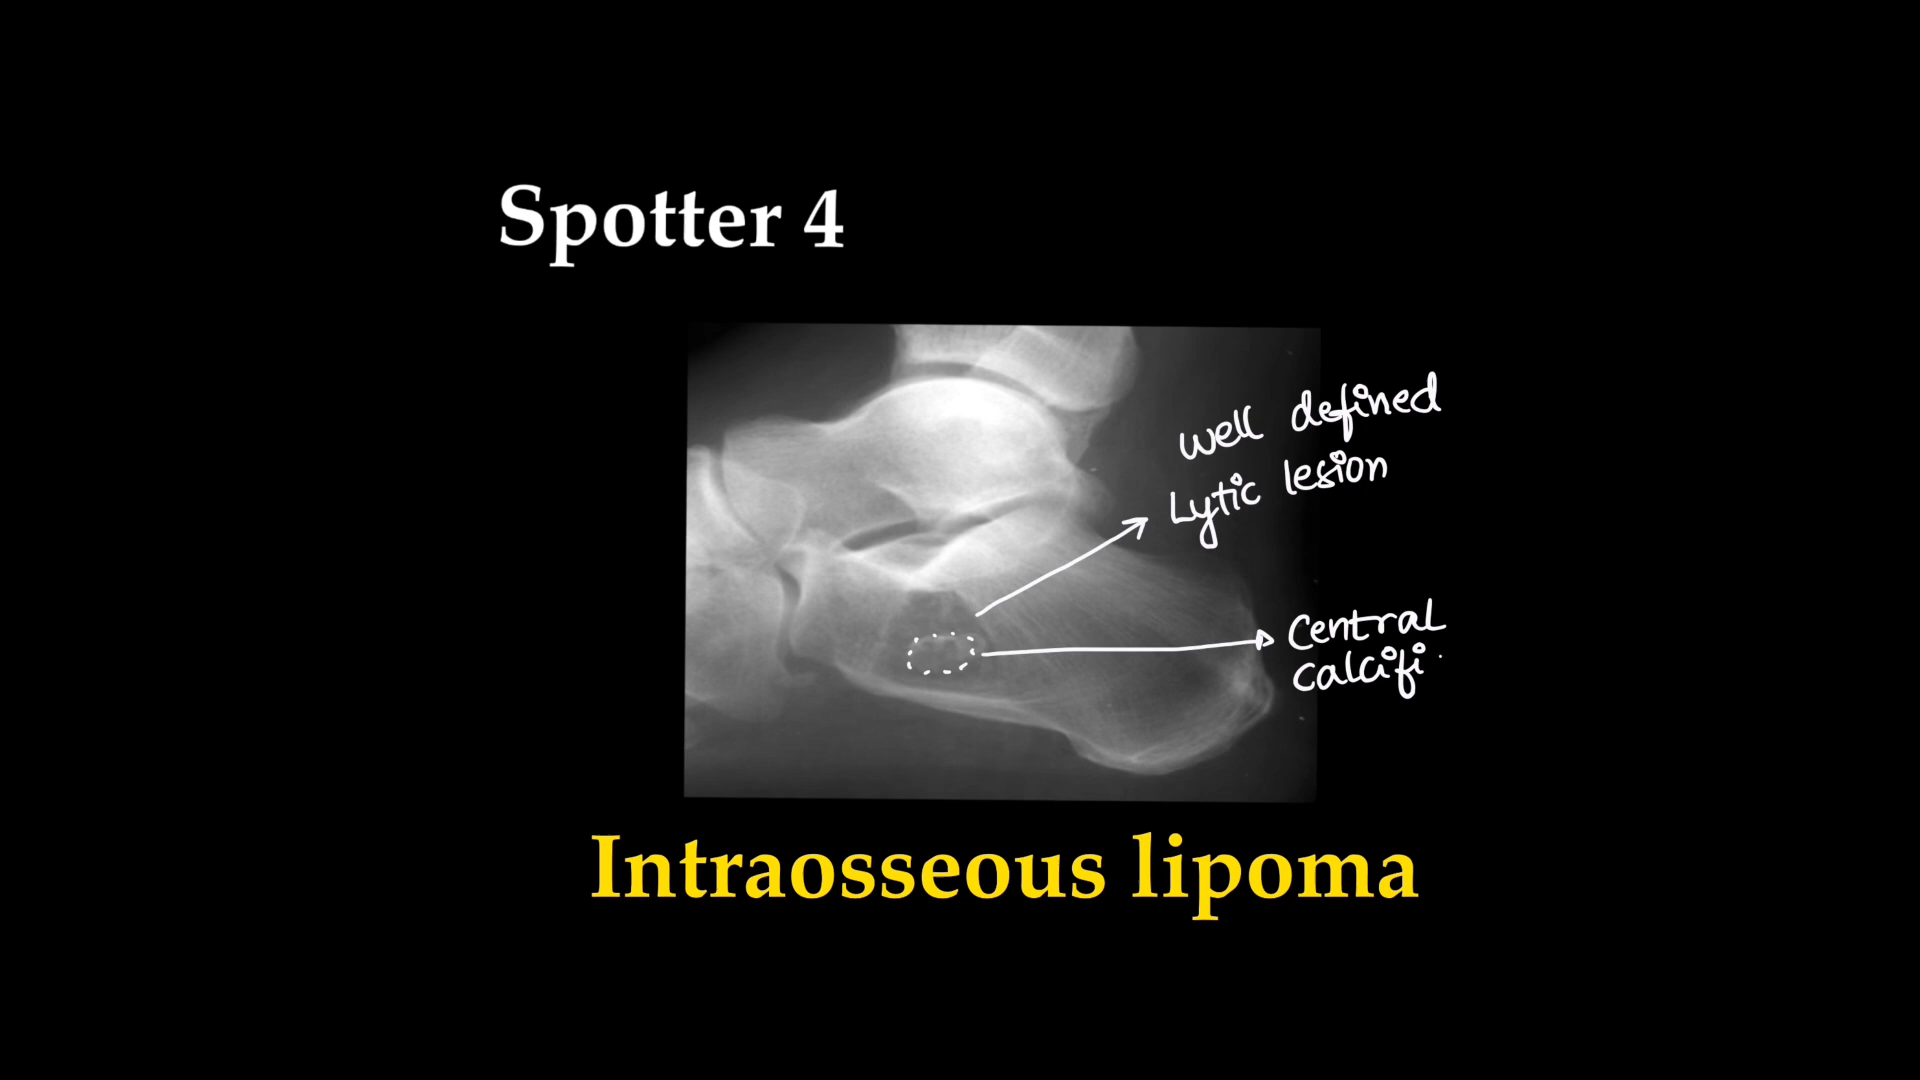 Spotter 4
well defined
Lytic lesion
Central
calcifi
Intraosseous lipoma